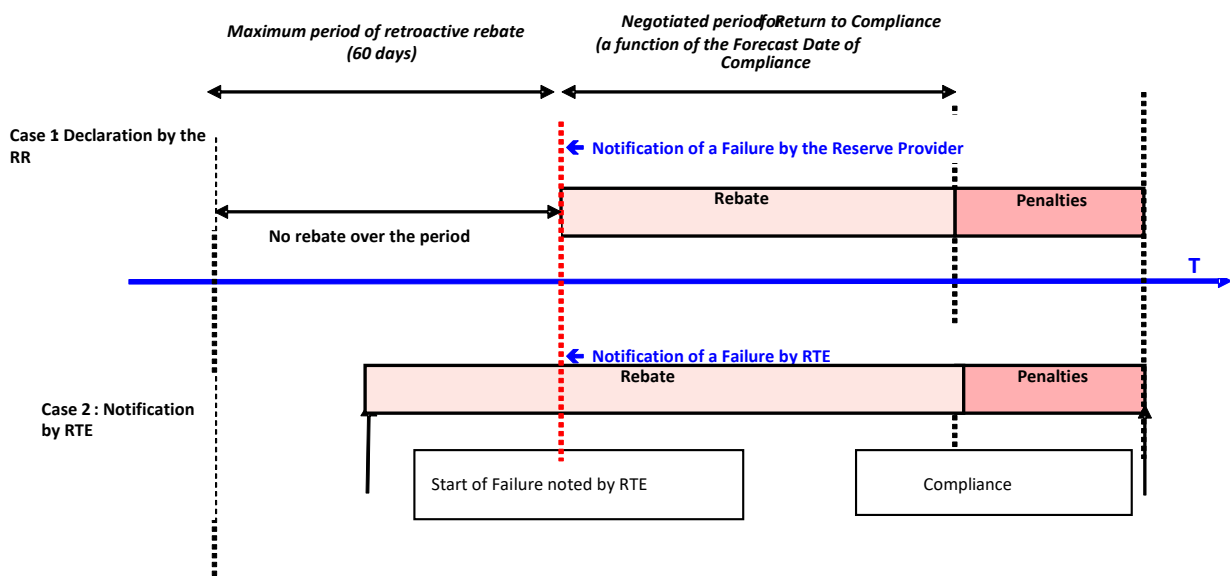 Maximum period of retroactive rebate
(60 days)
Negotiated period for Return to Compliance
(a function of the Forecast Date of
Compliance
Case 1 Declaration by the
RR
🡨 Notification of a Failure by the Reserve Provider
Rebate
Penalties
No rebate over the period
T
🡨 Notification of a Failure by RTE
Rebate
Penalties
Case 2 : Notification
by RTE
Start of Failure noted by RTE
Compliance